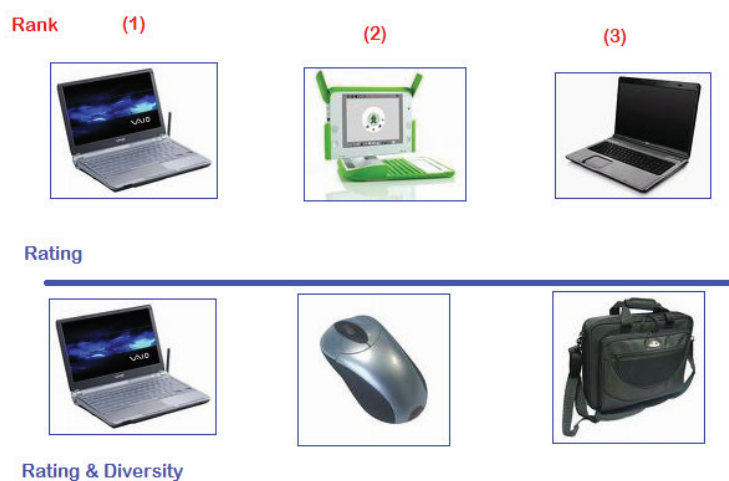 Rank (1) (2) (3)
VAIO
Rating
VAIO
Rating & Diversity